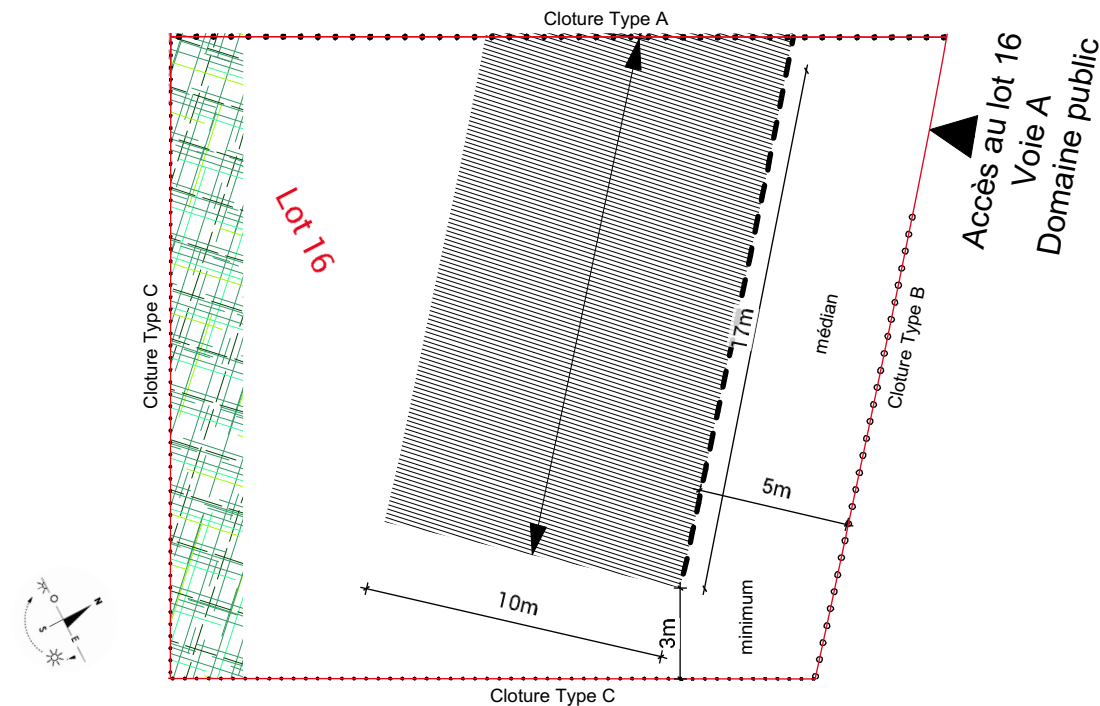 Cloture Type A
Accès au lot 16
Voie A
Domaine public
Lot 16
Cloture Type C
17m
médian
Cloture Type B
5m
10m
3m
minimum
Cloture Type C
N
O
S
E